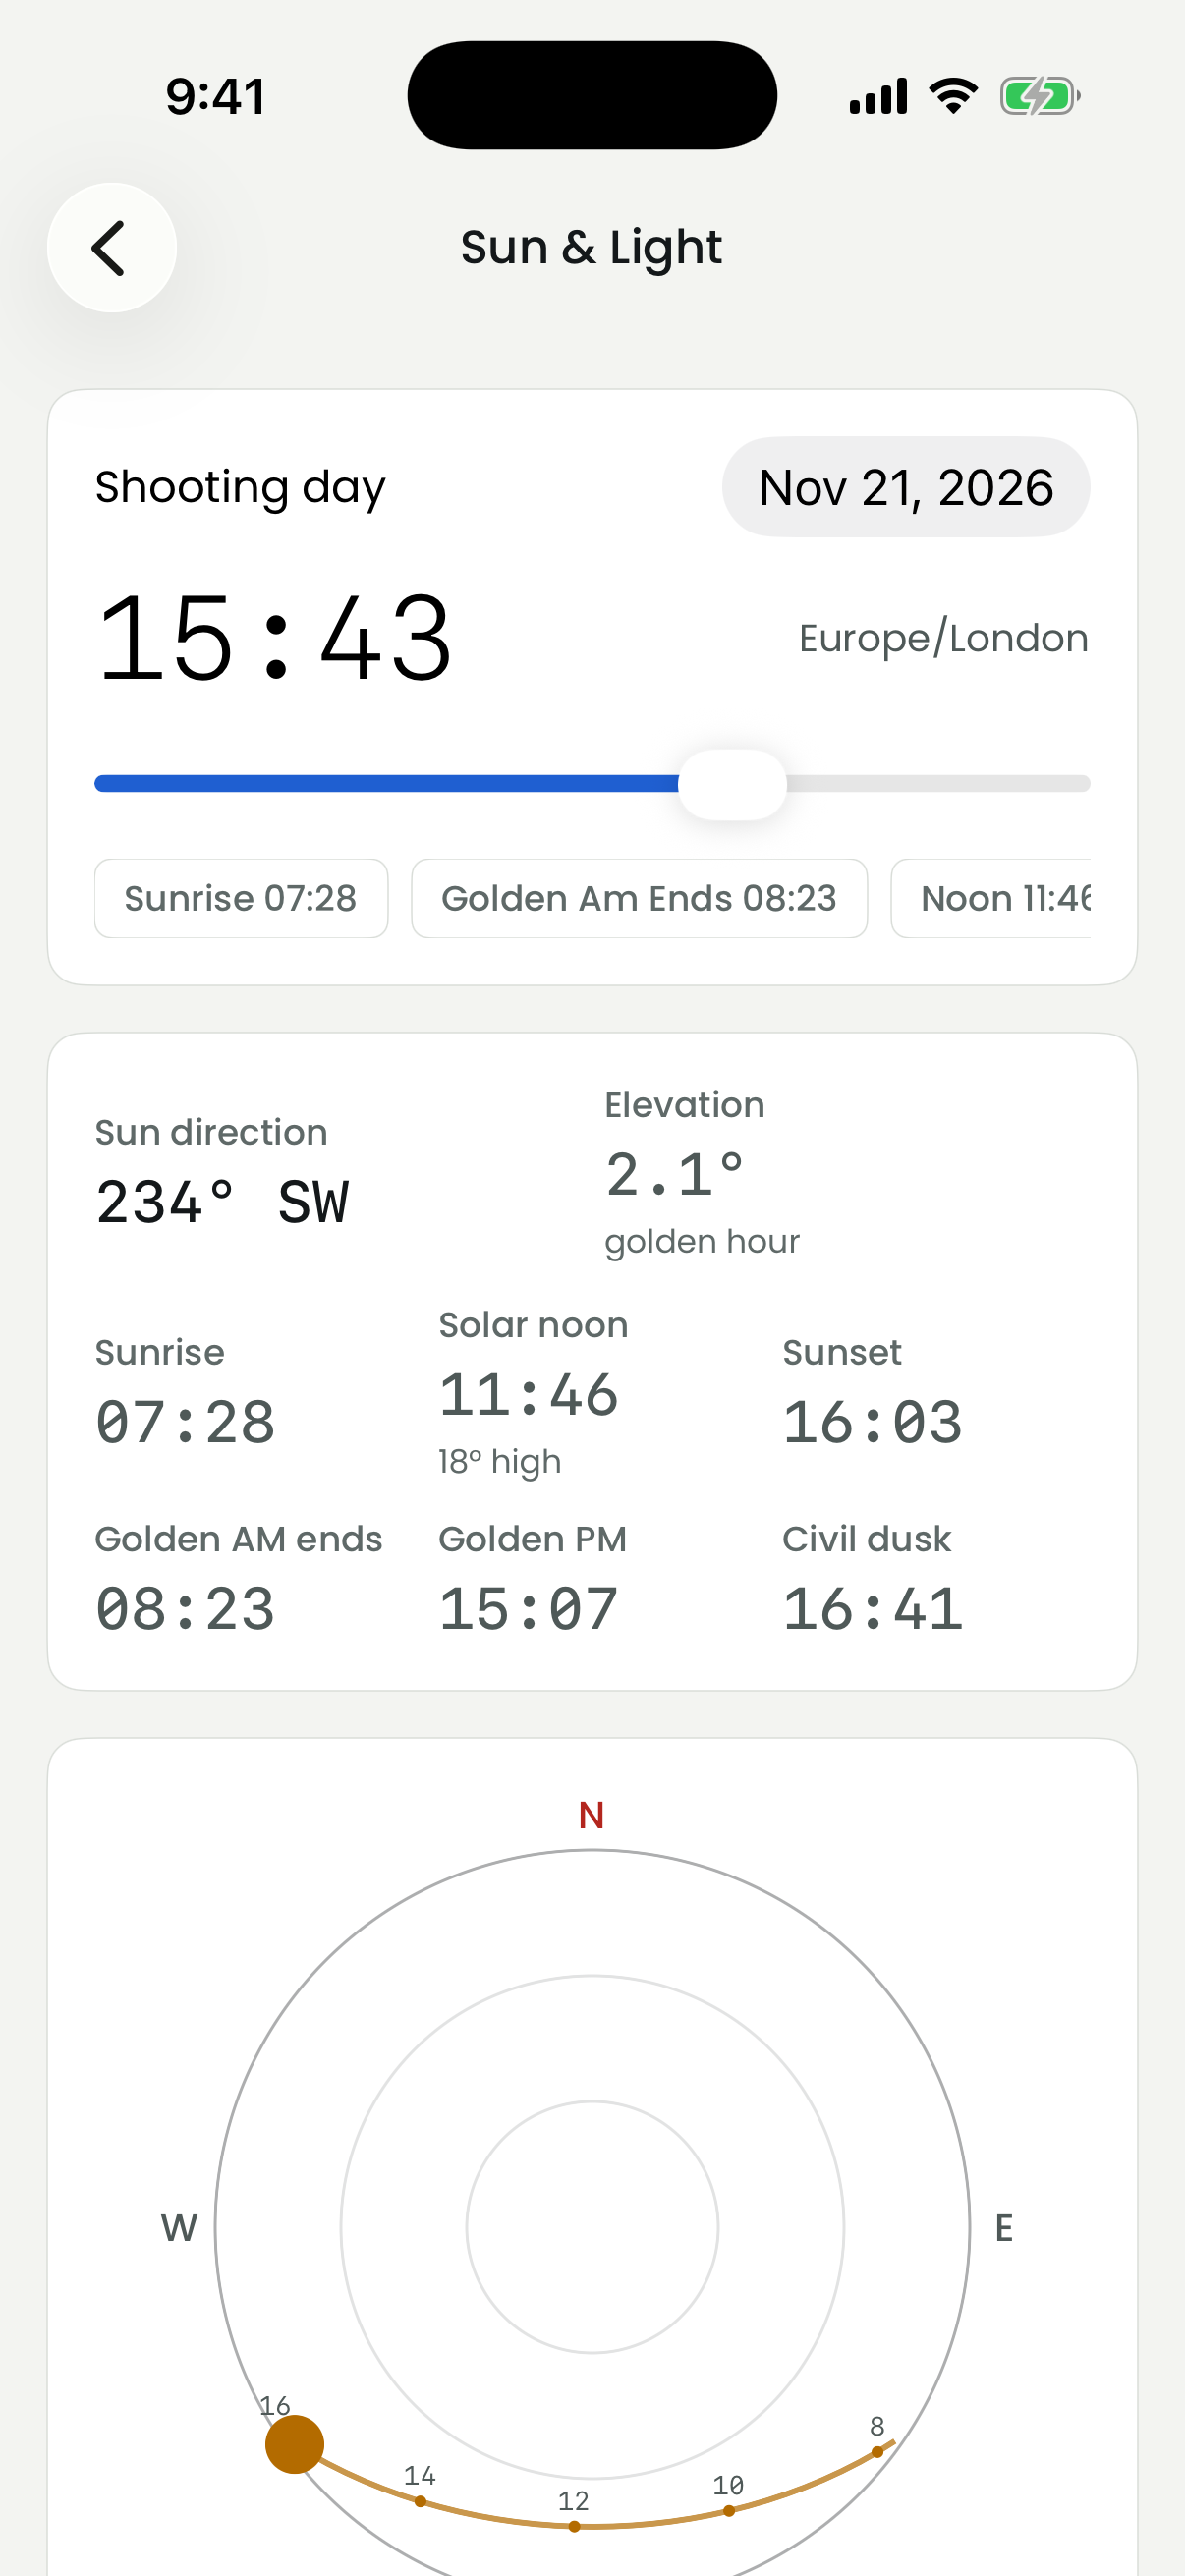 9:41
Sun & Light
Shooting day
Nov 21, 2026
15:43
Europe/London
Sunrise 07:28
Golden Am Ends 08:23
Noon 11:46
Sun direction
234° SW
Elevation
2.1°
golden hour
Sunrise
07:28
Solar noon
11:46
18° high
Sunset
16:03
Golden AM ends
08:23
Golden PM
15:07
Civil dusk
16:41
N
W
E
16
14
12
10
8